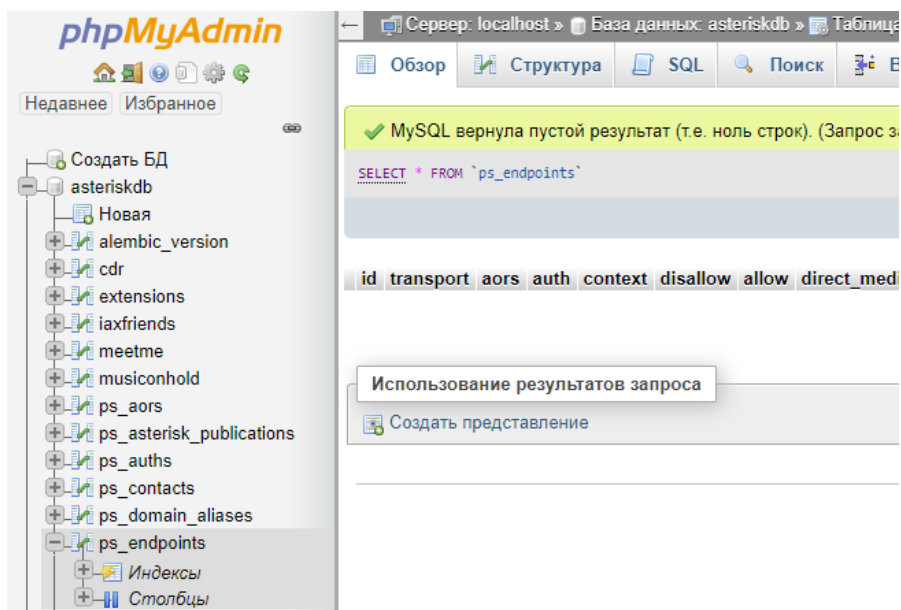 phpMyAdmin
Недавнее Избранное
Создать БД
asteriskdb
Новая
alembic_version
cdr
extensions
iaxfriends
meetme
musiconhold
ps_aors
ps_asterisk_publications
ps_auths
ps_contacts
ps_domain_aliases
ps_endpoints
Индексы
Столбцы
← Сервер: localhost » База данных: asteriskdb » Таблица
Обзор Структура SQL Поиск В
MySQL вернула пустой результат (т.е. ноль строк). (Запрос за
SELECT * FROM `ps_endpoints`
id transport aors auth context disallow allow direct_medi
Использование результатов запроса
Создать представление